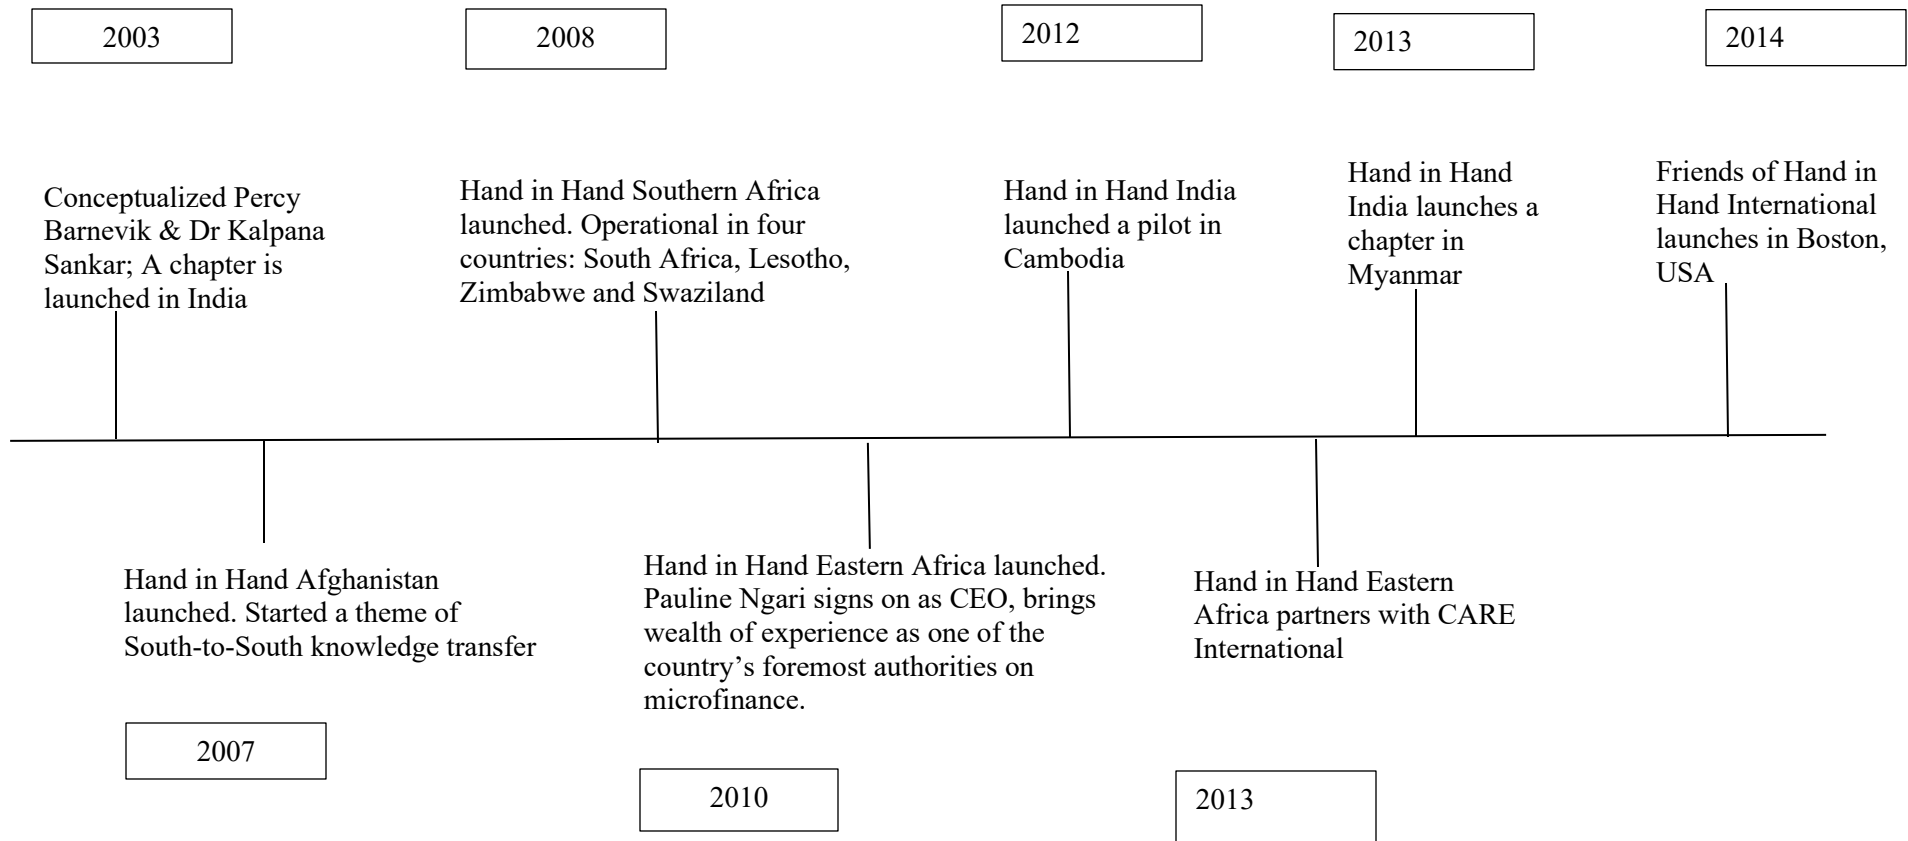 2003
2008
2012
2013
2014
Conceptualized Percy
Barnevik & Dr Kalpana
Sankar; A chapter is
launched in India
Hand in Hand Southern Africa
launched. Operational in four
countries: South Africa, Lesotho,
Zimbabwe and Swaziland
Hand in Hand India
launched a pilot in
Cambodia
Hand in Hand
India launches a
chapter in
Myanmar
Friends of Hand in
Hand International
launches in Boston,
USA
Hand in Hand Afghanistan
launched. Started a theme of
South-to-South knowledge transfer
Hand in Hand Eastern Africa launched.
Pauline Ngari signs on as CEO, brings
wealth of experience as one of the
country’s foremost authorities on
microfinance.
Hand in Hand Eastern
Africa partners with CARE
International
2007
2010
2013